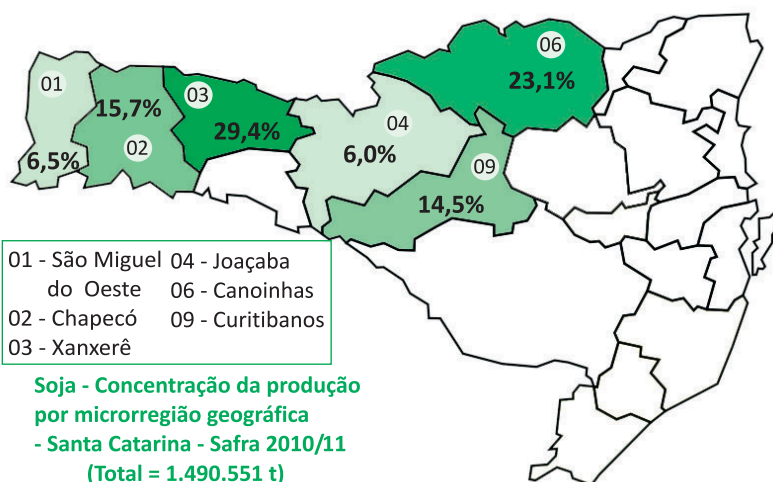 06
23,1%
01
03
15,7%
29,4%
04
02
6,5%
6,0%
09
14,5%
01 - São Miguel
do Oeste
02 - Chapecó
03 - Xanxerê
04 - Joaçaba
06 - Canoinhas
09 - Curitibanos
Soja - Concentração da produção
por microrregião geográfica
- Santa Catarina - Safra 2010/11
(Total = 1.490.551 t)